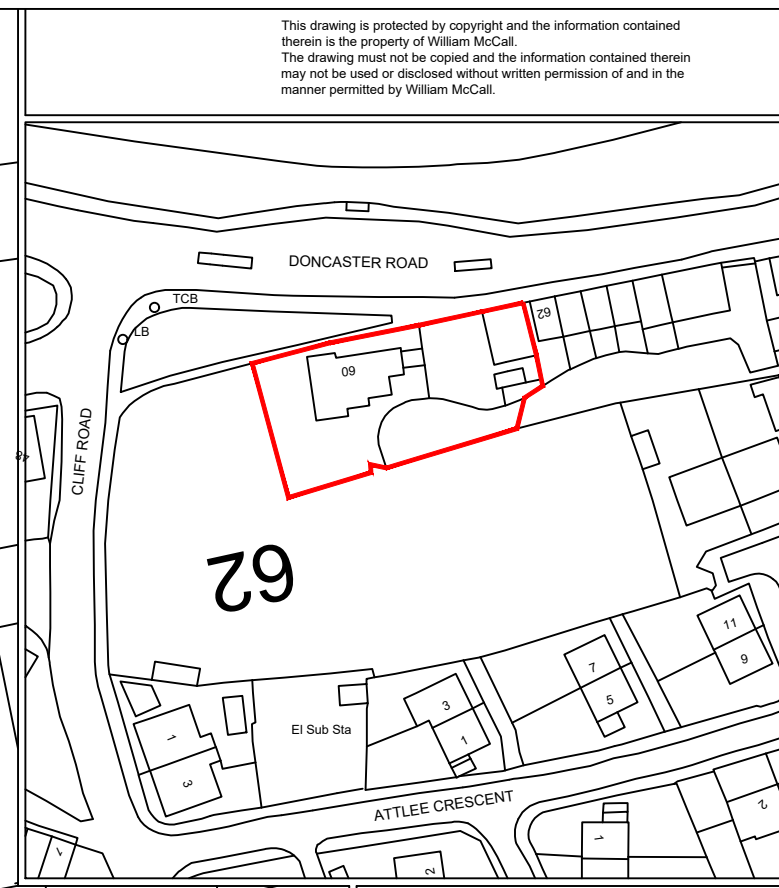 This drawing is protected by copyright and the information contained
therein is the property of William McCall.
The drawing must not be copied and the information contained therein
may not be used or disclosed without written permission of and in the
manner permitted by William McCall.
DONCASTER ROAD
TCB
LB
62
60
CLIFF ROAD
48
62
11
9
7
5
3
1
El Sub Sta
1
3
ATTLEE CRESCENT
2
1
2
1